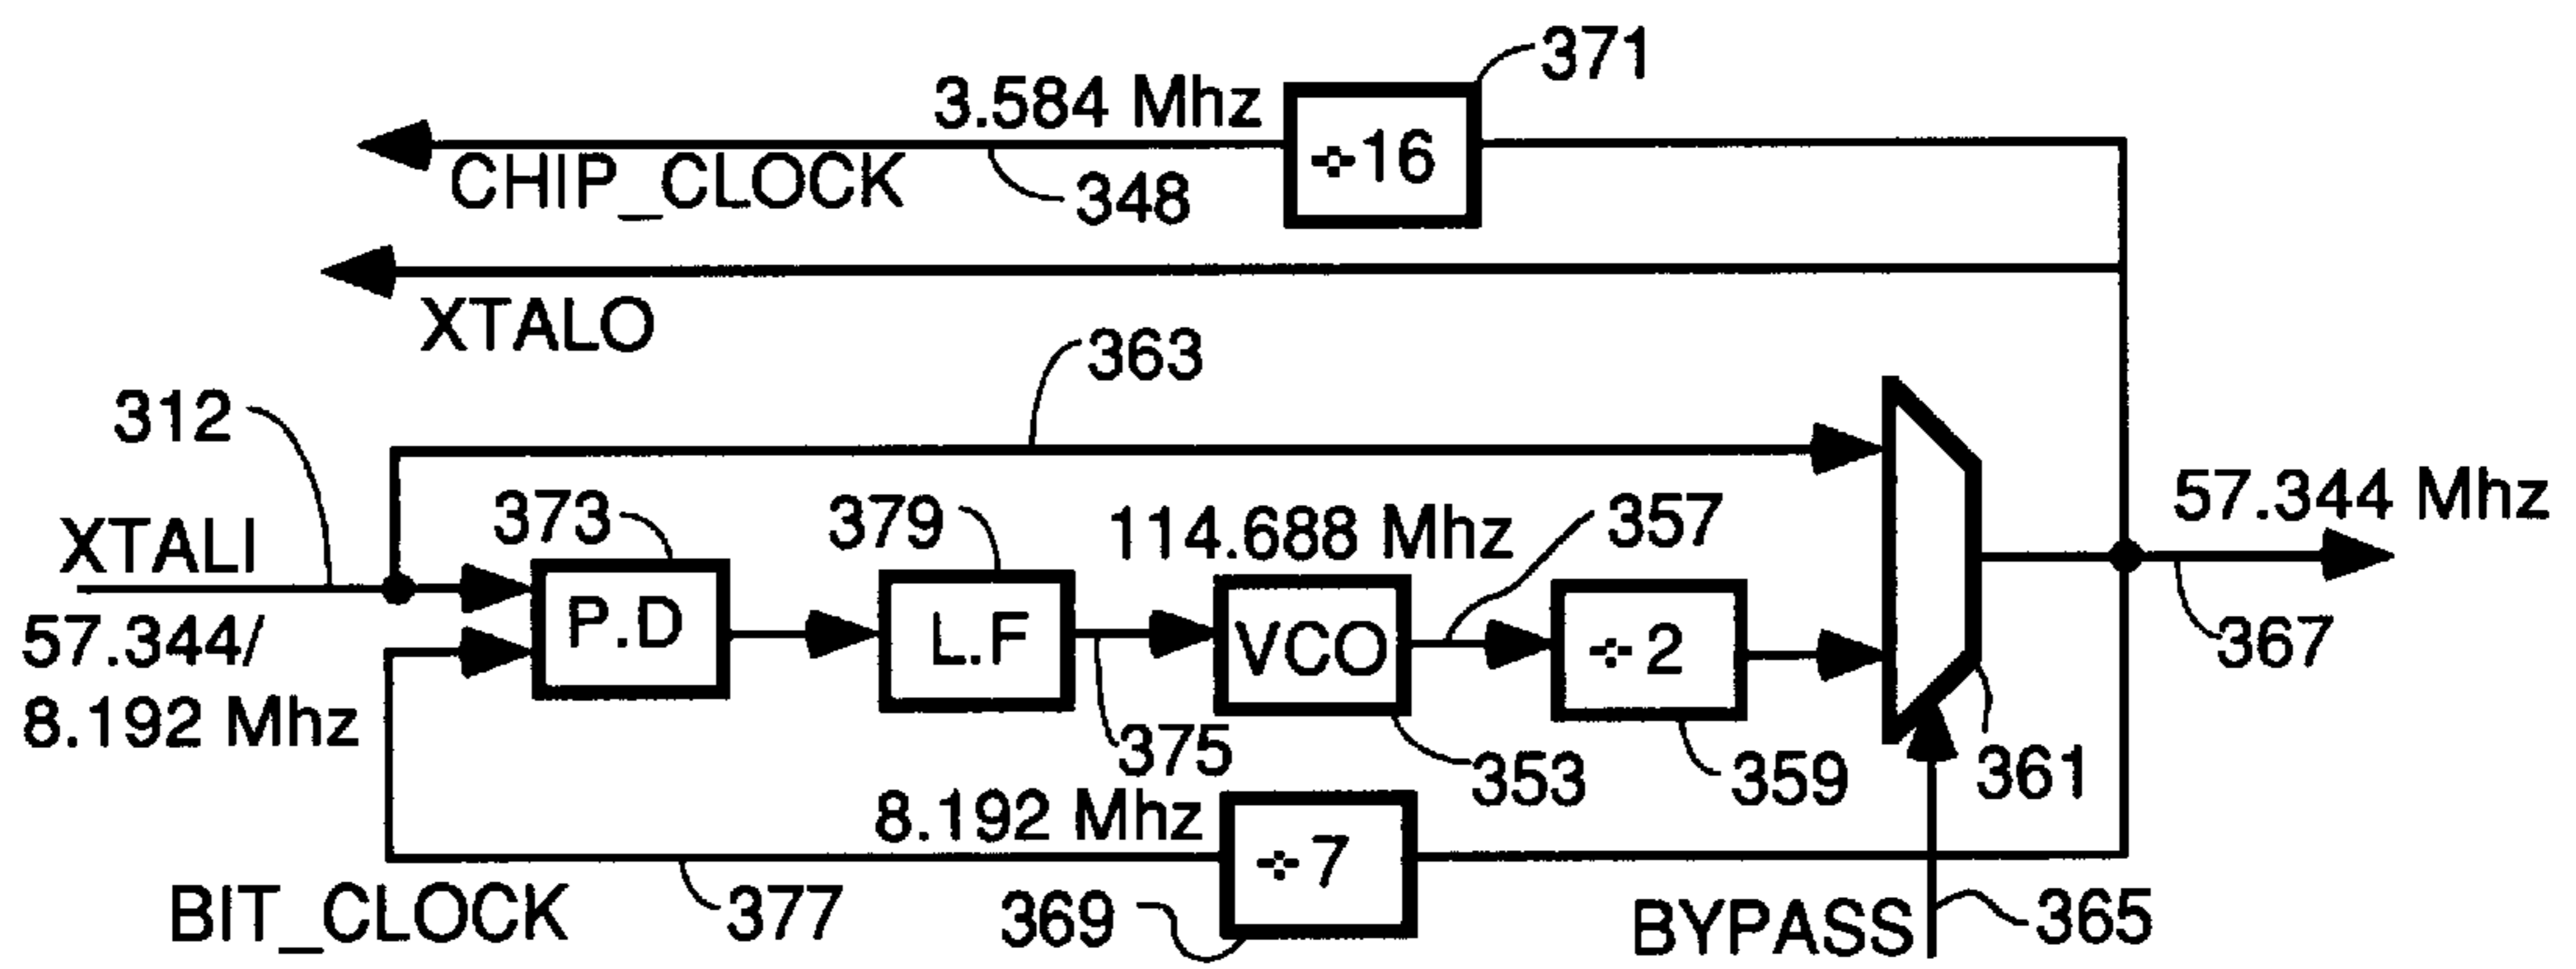 371
3.584 Mhz
÷16
CHIP_CLOCK
348
XTALO
363
312
57.344 Mhz
373
379
114.688 Mhz
357
XTALI
P.D
L.F
VCO
÷2
57.344/
8.192 Mhz
367
375
353
359
361
8.192 Mhz
÷7
BIT_CLOCK
377
369
BYPASS
365